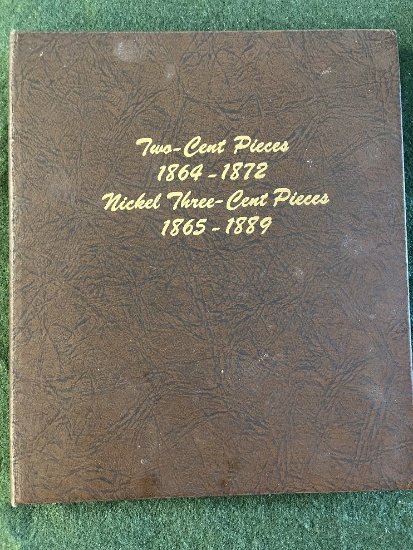 Two-Cent Pieces
1864-1872
Nickel Three-Cent Pieces
1865-1889